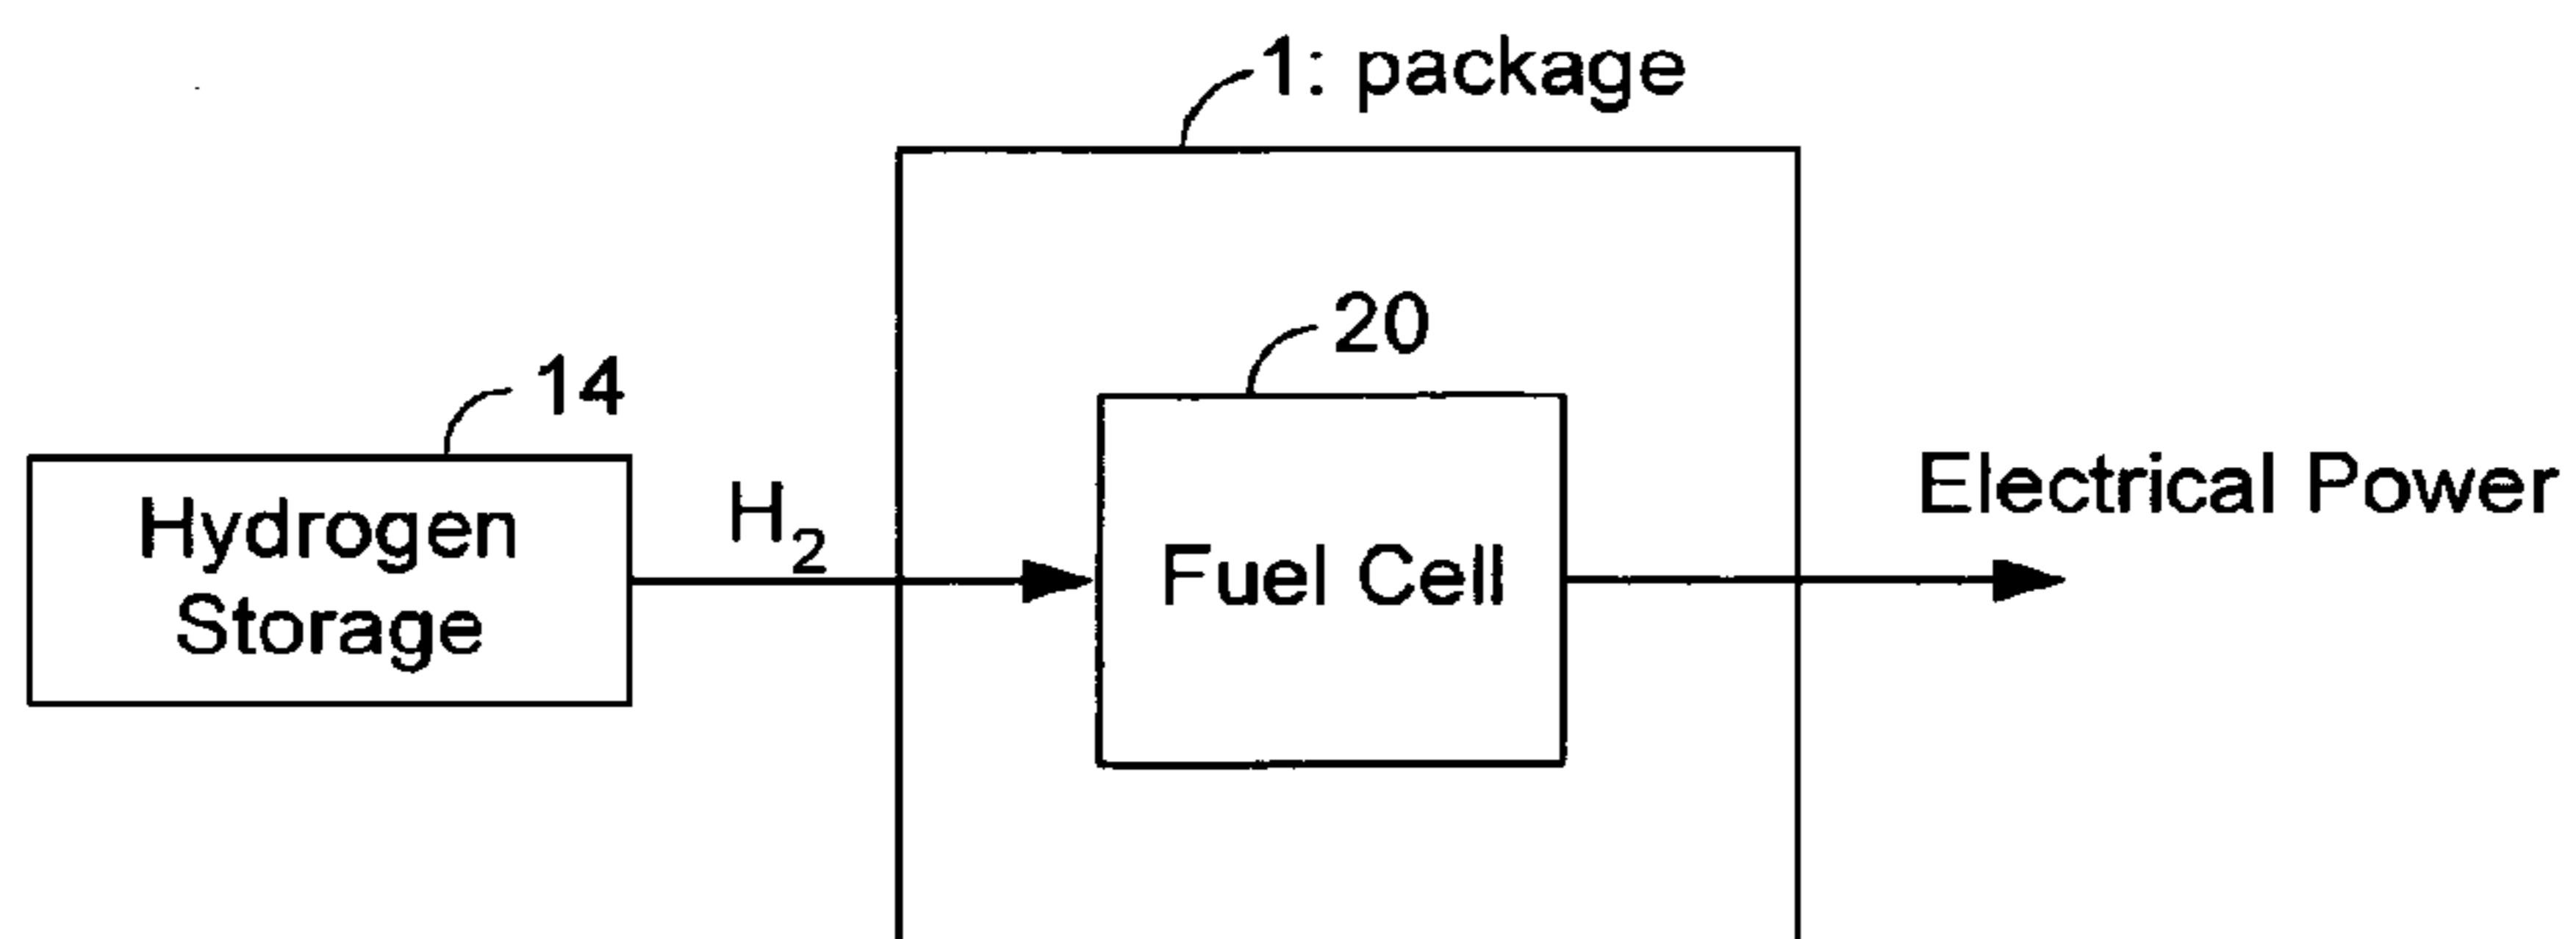 1: package
20
14
Hydrogen
Storage
H₂
Fuel Cell
Electrical Power